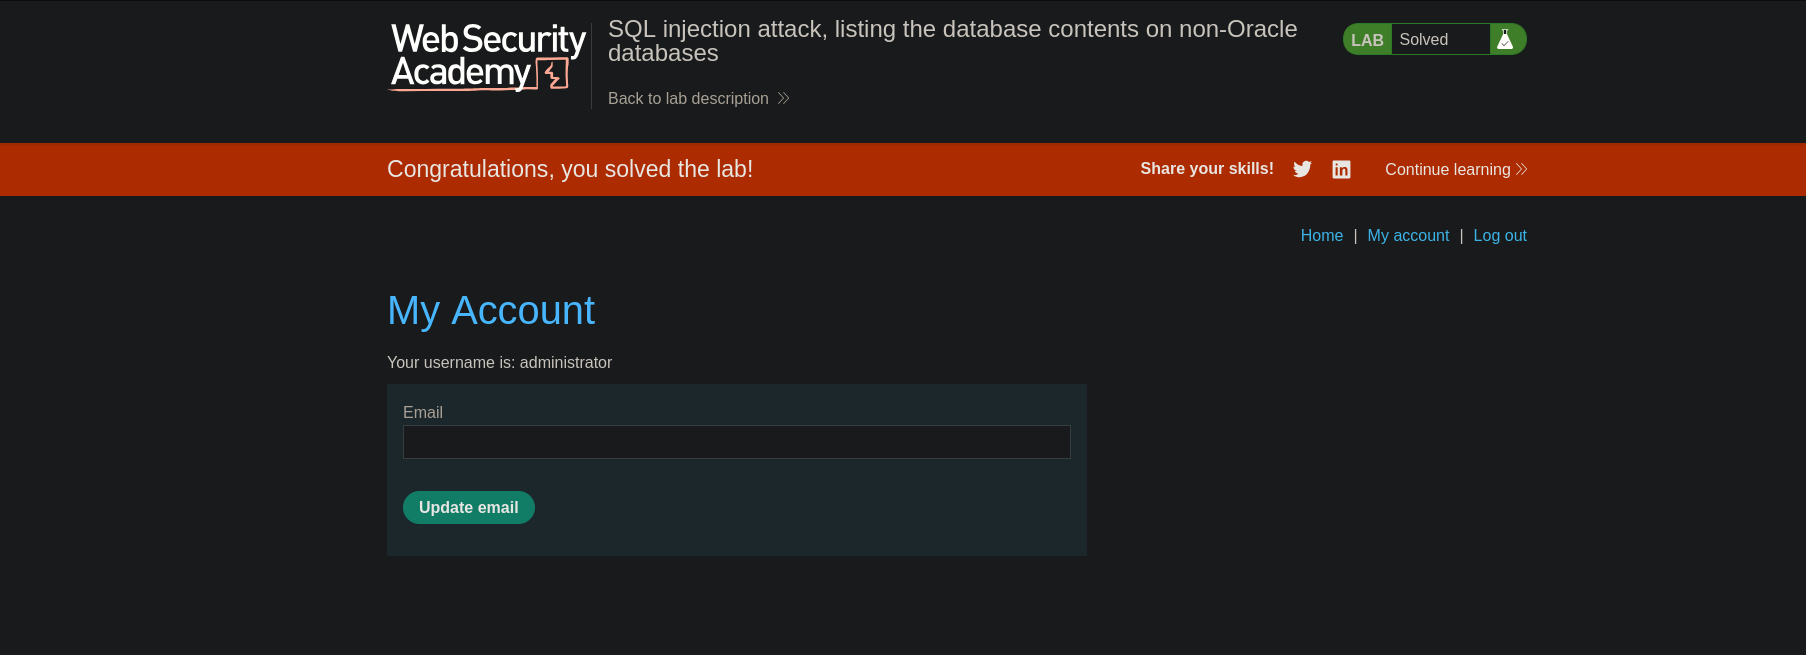 Web Security
Academy
SQL injection attack, listing the database contents on non-Oracle
databases
Back to lab description
LAB Solved
Congratulations, you solved the lab!
Share your skills!
in
Continue learning
Home | My account | Log out
My Account
Your username is: administrator
Email
Update email